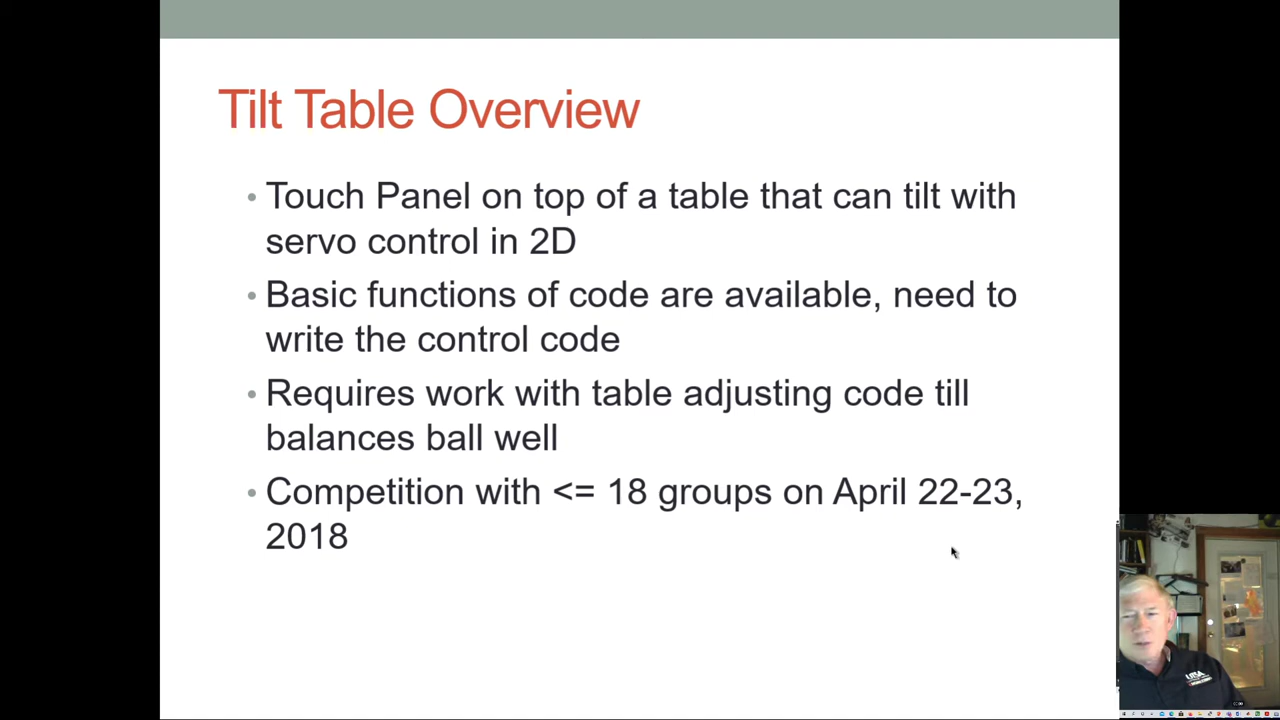 Tilt Table Overview
• Touch Panel on top of a table that can tilt with
servo control in 2D
• Basic functions of code are available, need to
write the control code
• Requires work with table adjusting code till
balances ball well
• Competition with <= 18 groups on April 22-23,
2018
UTSA